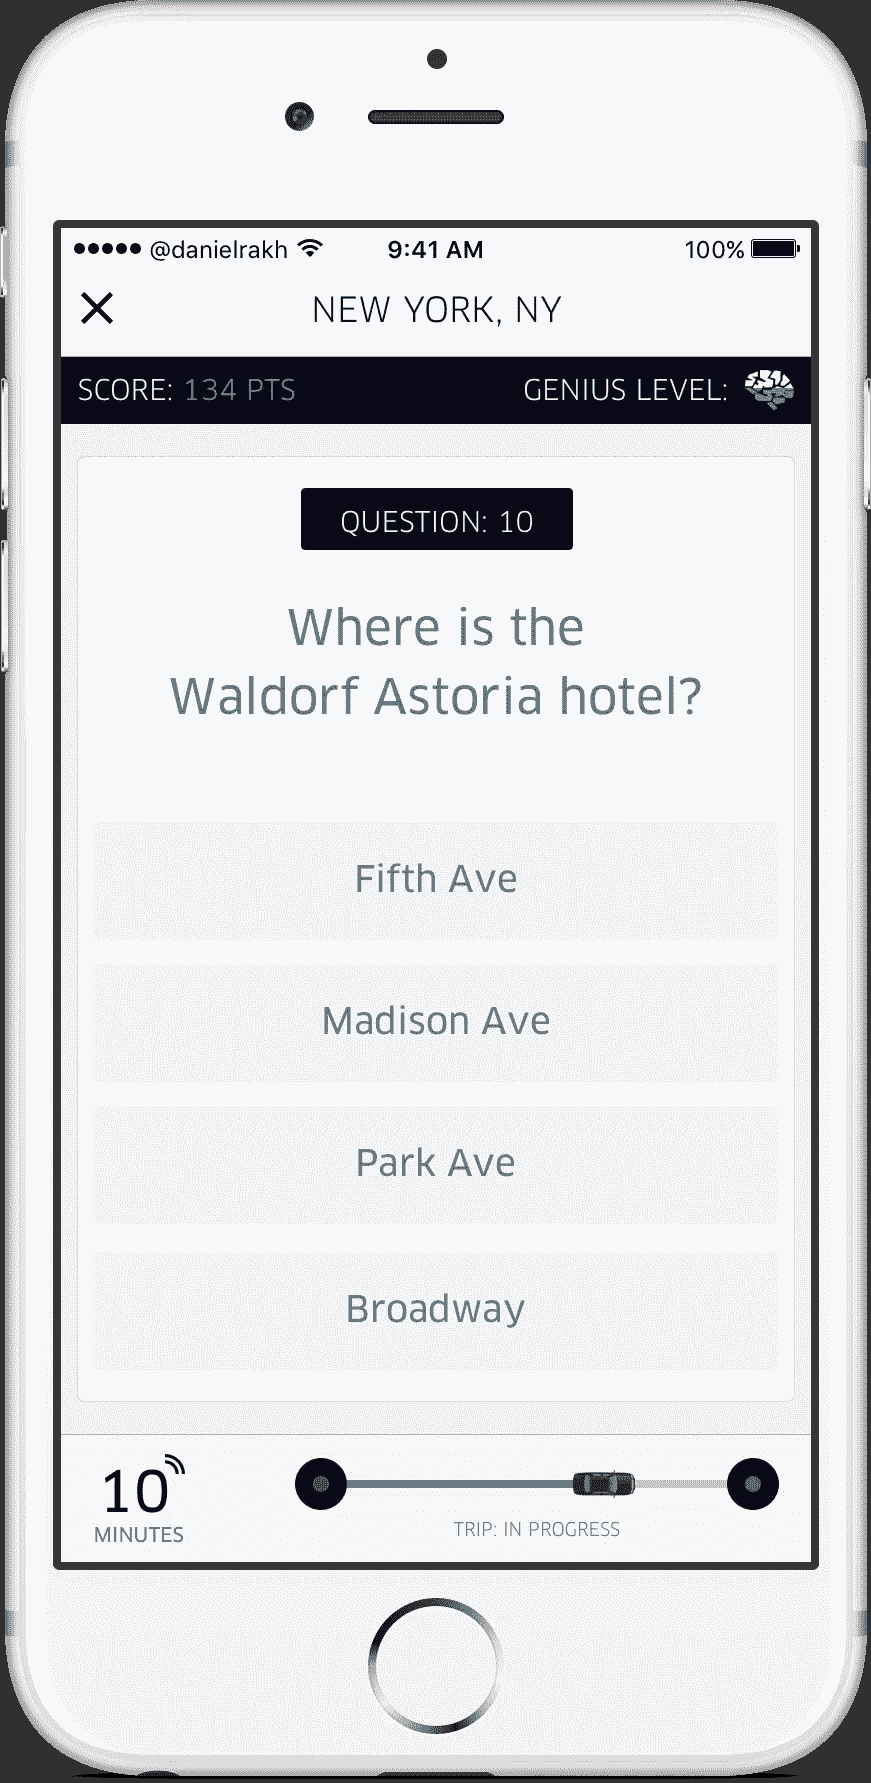 @danielrakh 9:41 AM 100%
NEW YORK, NY
SCORE: 134 PTS GENIUS LEVEL:
QUESTION: 10
Where is the
Waldorf Astoria hotel?
Fifth Ave
Madison Ave
Park Ave
Broadway
10
MINUTES
TRIP: IN PROGRESS